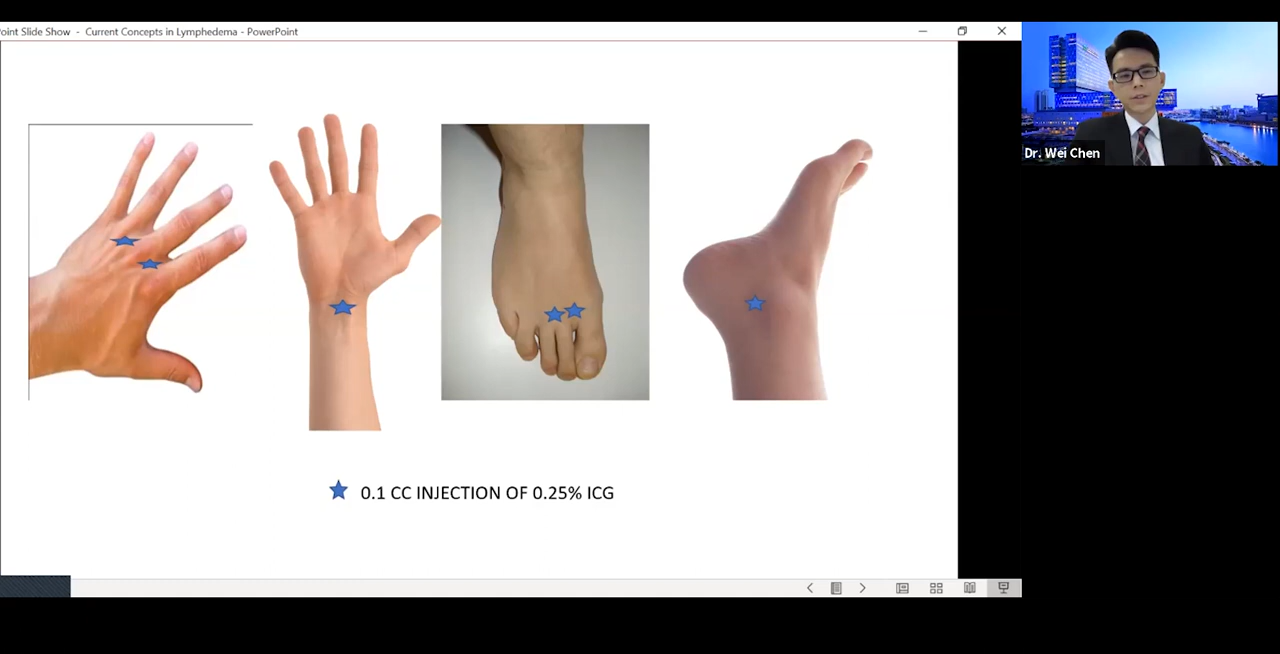 oint Slide Show - Current Concepts in Lymphedema - PowerPoint
Dr. Wei Chen
0.1 CC INJECTION OF 0.25% ICG